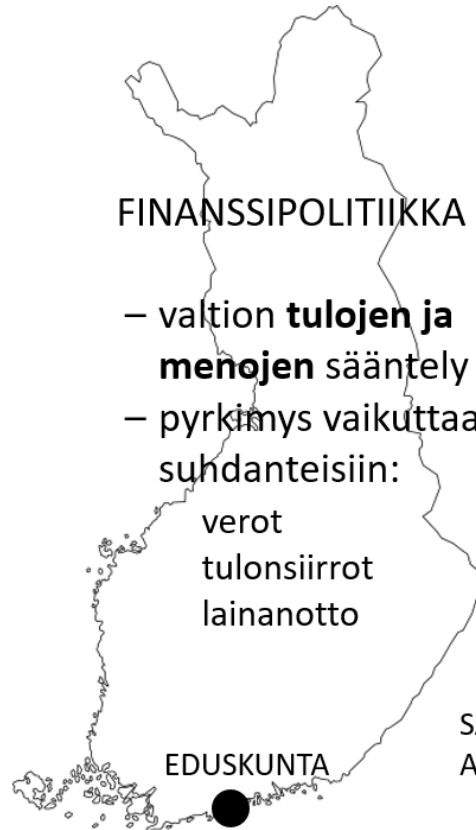 FINANSSIPOLITIIKKA
– valtion tulojen ja
menojen sääntely
– pyrkimys vaikuttaa
suhdanteisiin:
verot
tulonsiirrot
lainanotto
EDUSKUNTA